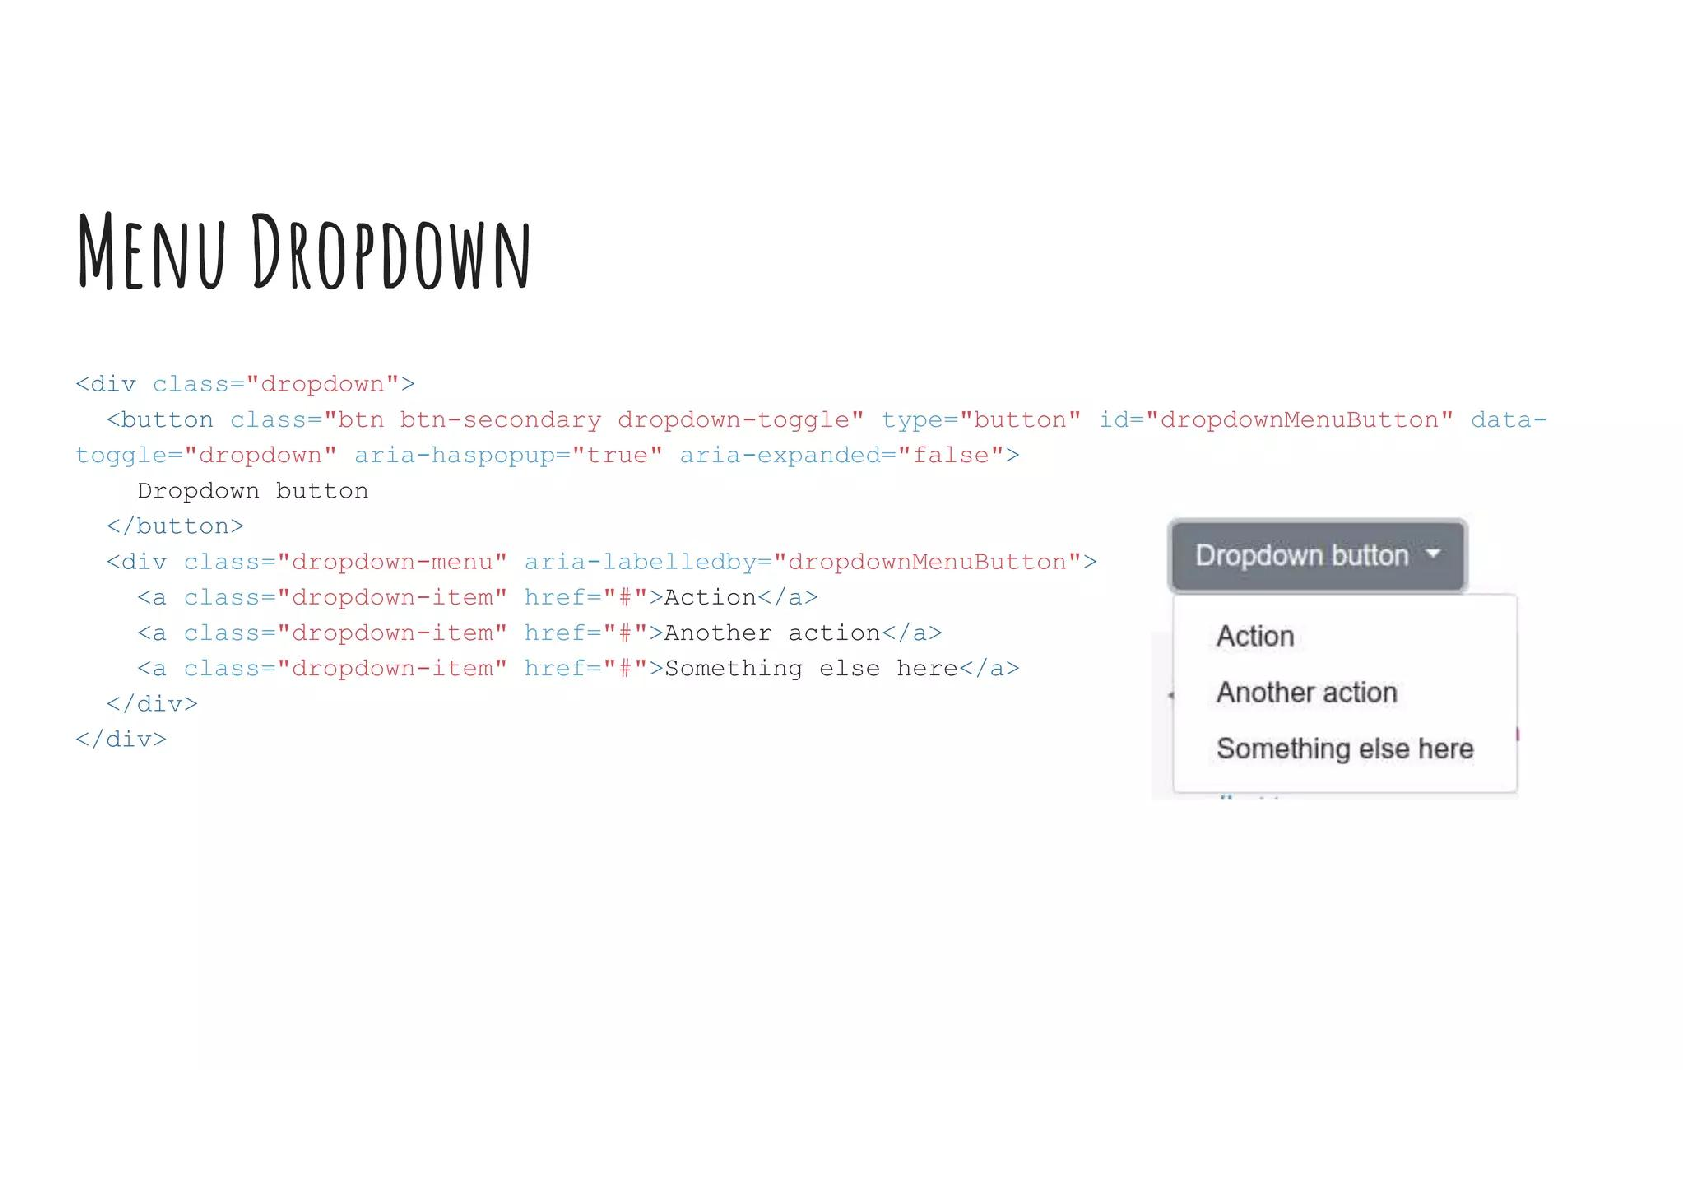 MENU DROPDOWN
<div class="dropdown">
  <button class="btn btn-secondary dropdown-toggle" type="button" id="dropdownMenuButton" data-
toggle="dropdown" aria-haspopup="true" aria-expanded="false">
    Dropdown button
  </button>
  <div class="dropdown-menu" aria-labelledby="dropdownMenuButton">
    <a class="dropdown-item" href="#">Action</a>
    <a class="dropdown-item" href="#">Another action</a>
    <a class="dropdown-item" href="#">Something else here</a>
  </div>
</div>
Dropdown button
Action
Another action
Something else here